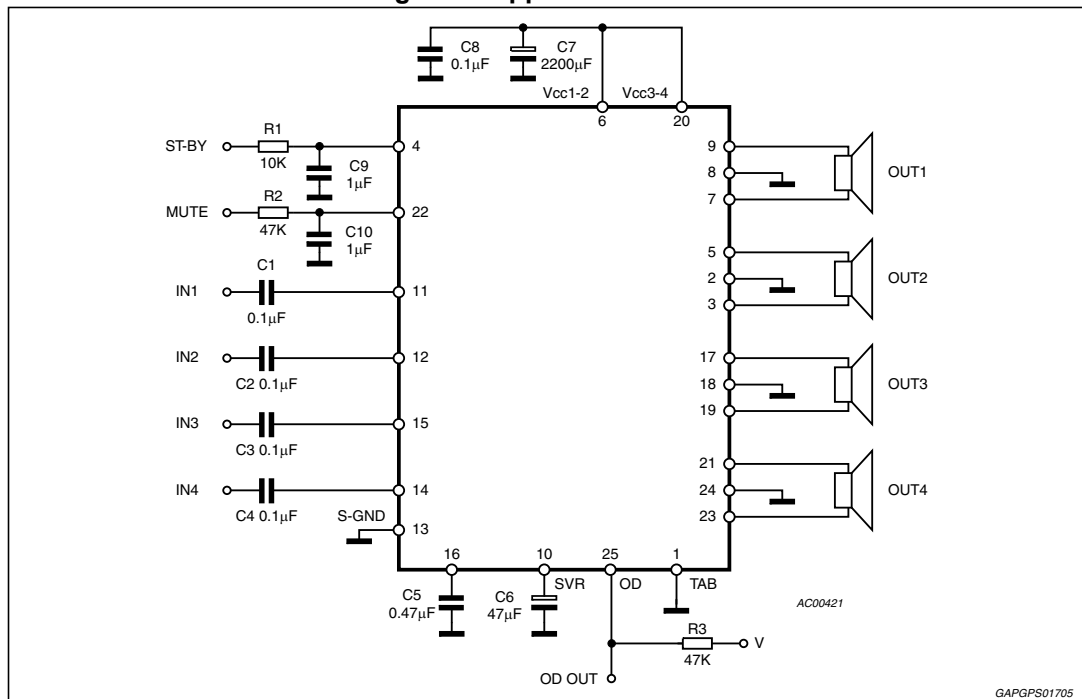 C8
0.1µF
C7
2200µF
Vcc1-2
Vcc3-4
6
20
ST-BY
R1
10K
4
C9
1µF
MUTE
R2
47K
22
C10
1µF
IN1
C1
0.1µF
11
IN2
C2 0.1µF
12
IN3
C3 0.1µF
15
IN4
C4 0.1µF
14
S-GND
13
9
8
7
OUT1
5
2
3
OUT2
17
18
19
OUT3
21
24
23
OUT4
16
10
25
1
SVR
OD
TAB
C5
0.47µF
C6
47µF
AC00421
R3
47K
V
OD OUT
GAPGPS01705